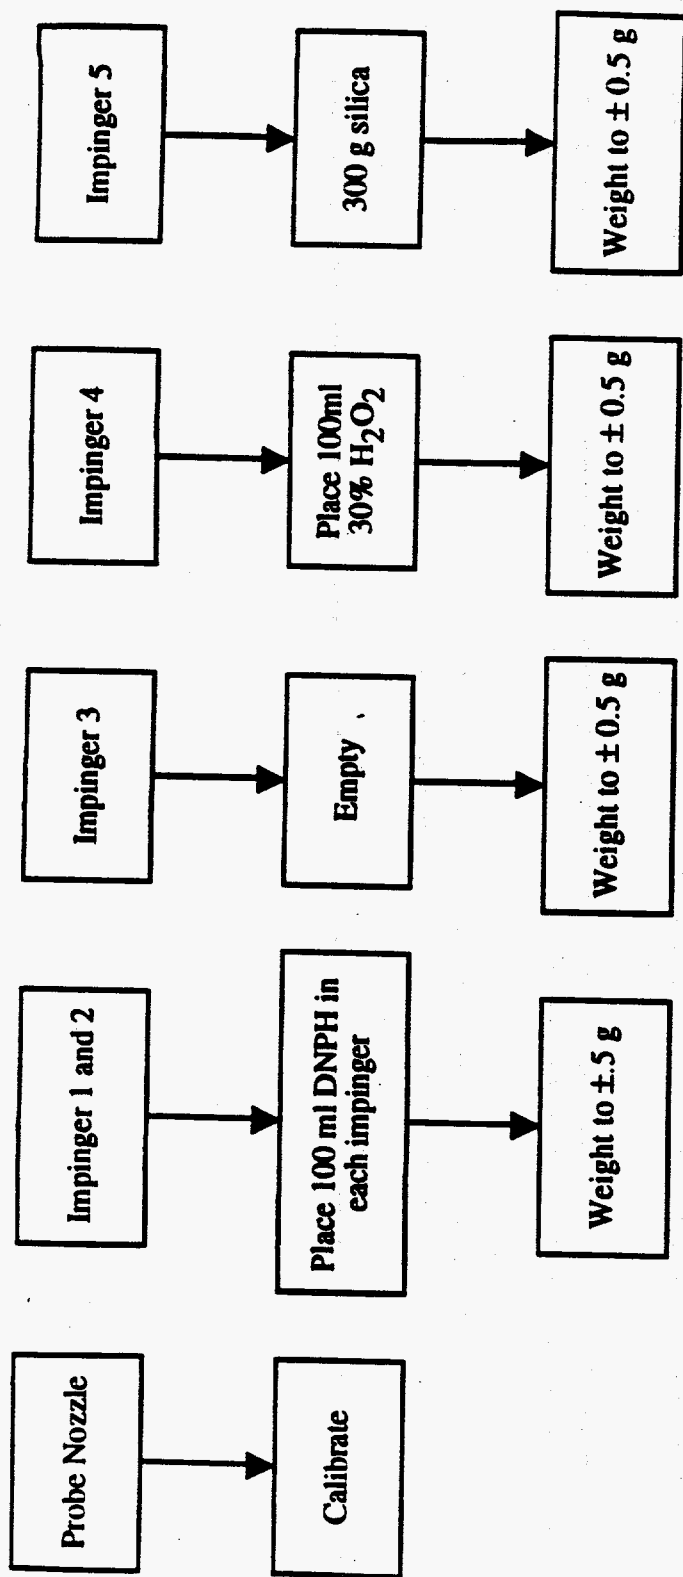 Probe Nozzle
Calibrate
Impinger 1 and 2
Place 100 ml DNPH in
each impinger
Weight to ±.5 g
Impinger 3
Empty
Weight to ± 0.5 g
Impinger 4
Place 100ml
30% H₂O₂
Weight to ± 0.5 g
Impinger 5
300 g silica
Weight to ± 0.5 g